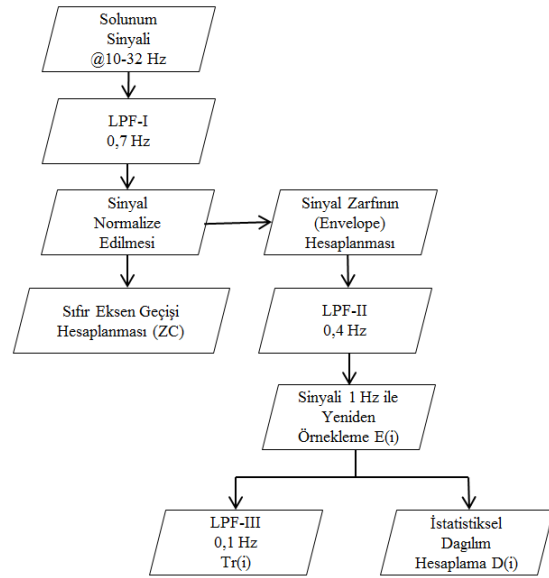 Solunum
Sinyali
@10-32 Hz
LPF-I
0,7 Hz
Sinyal
Normalize
Edilmesi
Sinyal Zarfının
(Envelope)
Hesaplanması
Sıfır Eksen Geçişi
Hesaplanması (ZC)
LPF-II
0,4 Hz
Sinyali 1 Hz ile
Yeniden
Örnekleme E(i)
LPF-III
0,1 Hz
Tr(i)
İstatistiksel
Dagılım
Hesaplama D(i)